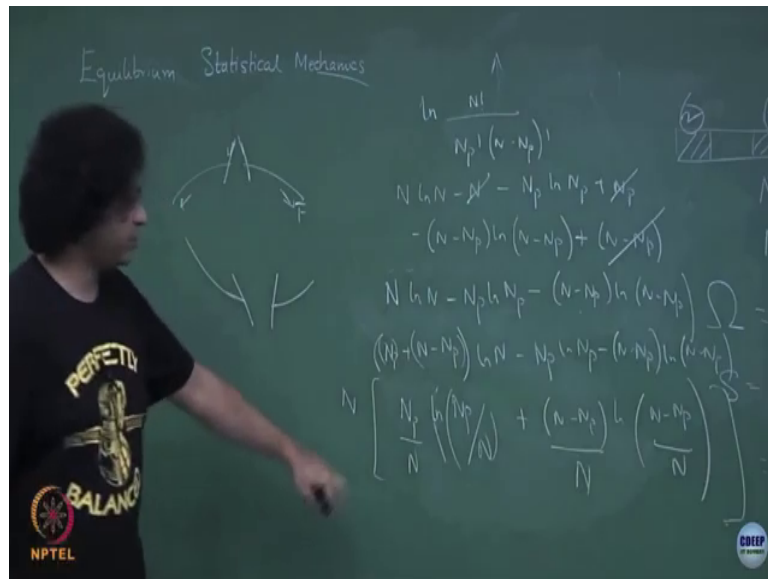 Equilibrium Statistical Mechanics
ln N! / Np! (N - Np)!
N ln N - N - Np ln Np + Np
- (N - Np) ln (N - Np) + (N - Np)
N ln N - Np ln Np - (N - Np) ln (N - Np)
(Np + (N - Np)) ln N - Np ln Np - (N - Np) ln (N - Np)
N [ Np/N ln (Np/N) + (N - Np)/N ln (N - Np / N) ]
Ω =
S =
=
PERFECTLY
BALANCED
NPTEL
CDEEP
IIT BOMBAY